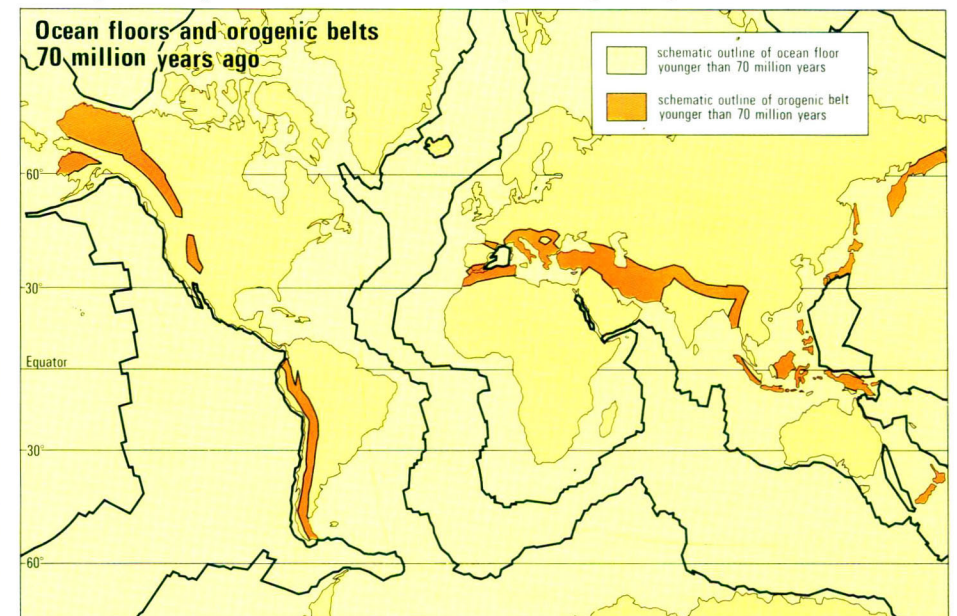 Ocean floors and orogenic belts
70 million years ago
schematic outline of ocean floor
younger than 70 million years
schematic outline of orogenic belt
younger than 70 million years
60°
30°
Equator
30°
60°